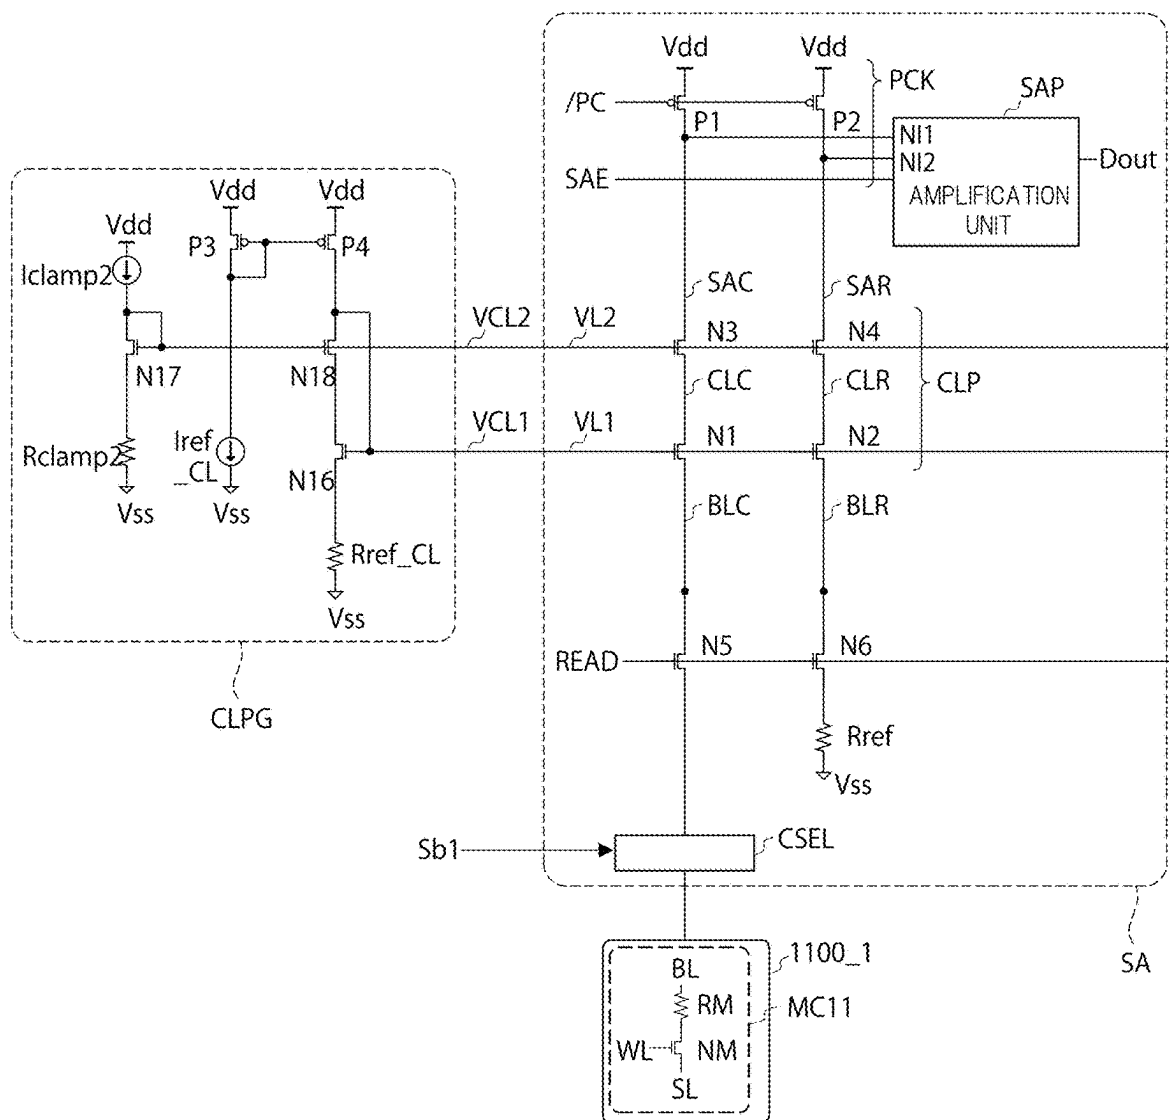 Vdd
Vdd
/PC
P1
P2
PCK
SAP
NI1
NI2
AMPLIFICATION
UNIT
Dout
SAE
Vdd
Vdd
Vdd
P3
P4
Iclamp2
SAC
SAR
VCL2
VL2
N3
N4
N17
N18
CLC
CLR
CLP
VCL1
VL1
N1
N2
Rclamp2
Iref
_CL
N16
Vss
Vss
BLC
BLR
Rref_CL
Vss
READ
N5
N6
CLPG
Rref
Vss
Sb1
CSEL
SA
1100_1
BL
RM
MC11
WL
NM
SL